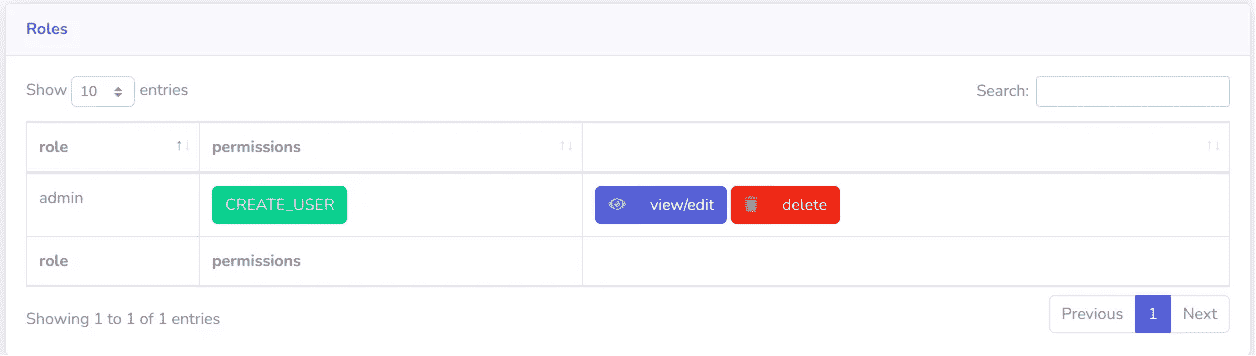 Roles
Show 10 entries Search:
role permissions
admin CREATE_USER view/edit delete
role permissions
Showing 1 to 1 of 1 entries Previous 1 Next